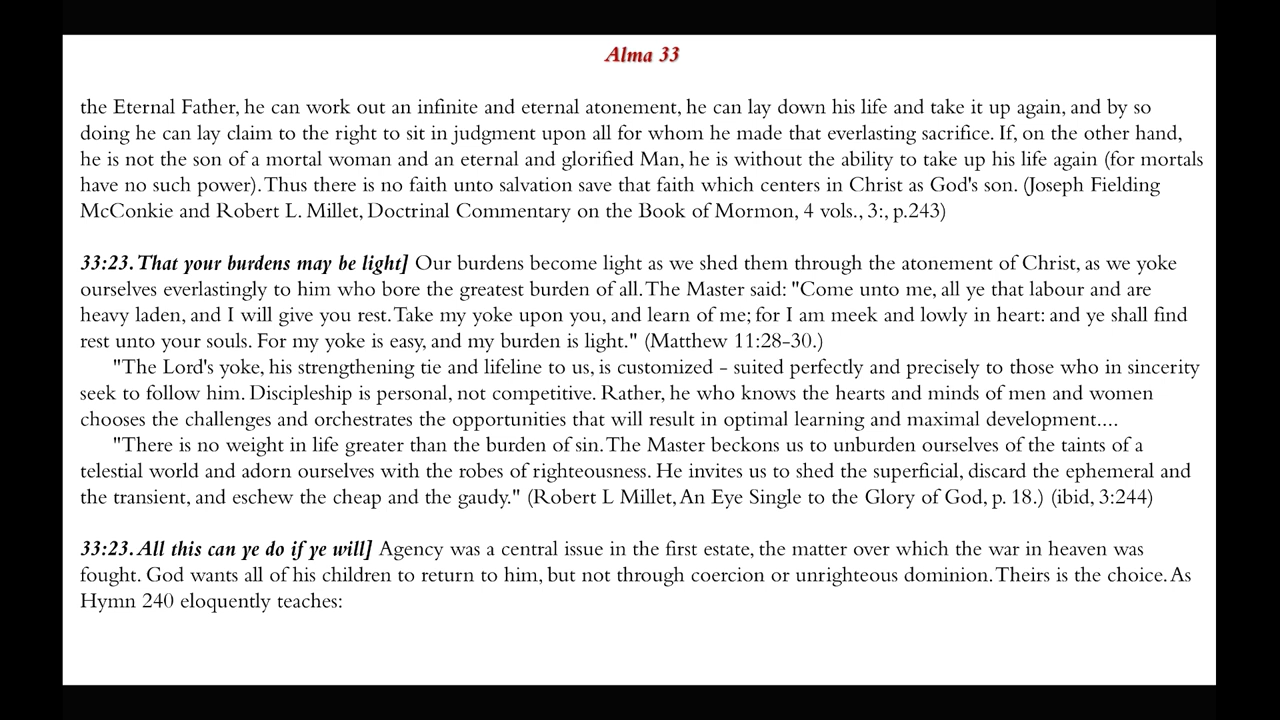 Alma 33
the Eternal Father, he can work out an infinite and eternal atonement, he can lay down his life and take it up again, and by so
doing he can lay claim to the right to sit in judgment upon all for whom he made that everlasting sacrifice. If, on the other hand,
he is not the son of a mortal woman and an eternal and glorified Man, he is without the ability to take up his life again (for mortals
have no such power). Thus there is no faith unto salvation save that faith which centers in Christ as God's son. (Joseph Fielding
McConkie and Robert L. Millet, Doctrinal Commentary on the Book of Mormon, 4 vols., 3:, p.243)
33:23. That your burdens may be light] Our burdens become light as we shed them through the atonement of Christ, as we yoke
ourselves everlastingly to him who bore the greatest burden of all. The Master said: "Come unto me, all ye that labour and are
heavy laden, and I will give you rest. Take my yoke upon you, and learn of me; for I am meek and lowly in heart: and ye shall find
rest unto your souls. For my yoke is easy, and my burden is light." (Matthew 11:28-30.)
"The Lord's yoke, his strengthening tie and lifeline to us, is customized - suited perfectly and precisely to those who in sincerity
seek to follow him. Discipleship is personal, not competitive. Rather, he who knows the hearts and minds of men and women
chooses the challenges and orchestrates the opportunities that will result in optimal learning and maximal development....
"There is no weight in life greater than the burden of sin. The Master beckons us to unburden ourselves of the taints of a
telestial world and adorn ourselves with the robes of righteousness. He invites us to shed the superficial, discard the ephemeral and
the transient, and eschew the cheap and the gaudy." (Robert L Millet, An Eye Single to the Glory of God, p. 18.) (ibid, 3:244)
33:23. All this can ye do if ye will] Agency was a central issue in the first estate, the matter over which the war in heaven was
fought. God wants all of his children to return to him, but not through coercion or unrighteous dominion. Theirs is the choice. As
Hymn 240 eloquently teaches: